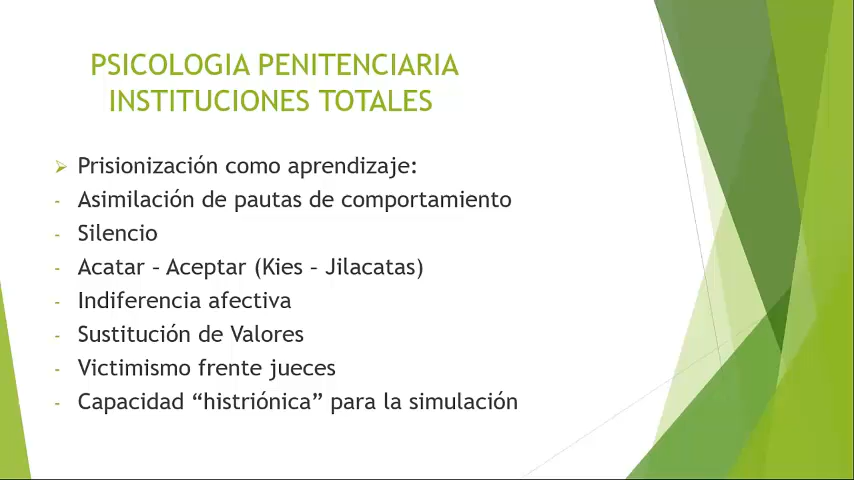 PSICOLOGIA PENITENCIARIA
INSTITUCIONES TOTALES
Prisionización como aprendizaje:
- Asimilación de pautas de comportamiento
- Silencio
- Acatar – Aceptar (Kies – Jilacatas)
- Indiferencia afectiva
- Sustitución de Valores
- Victimismo frente jueces
- Capacidad “histriónica” para la simulación